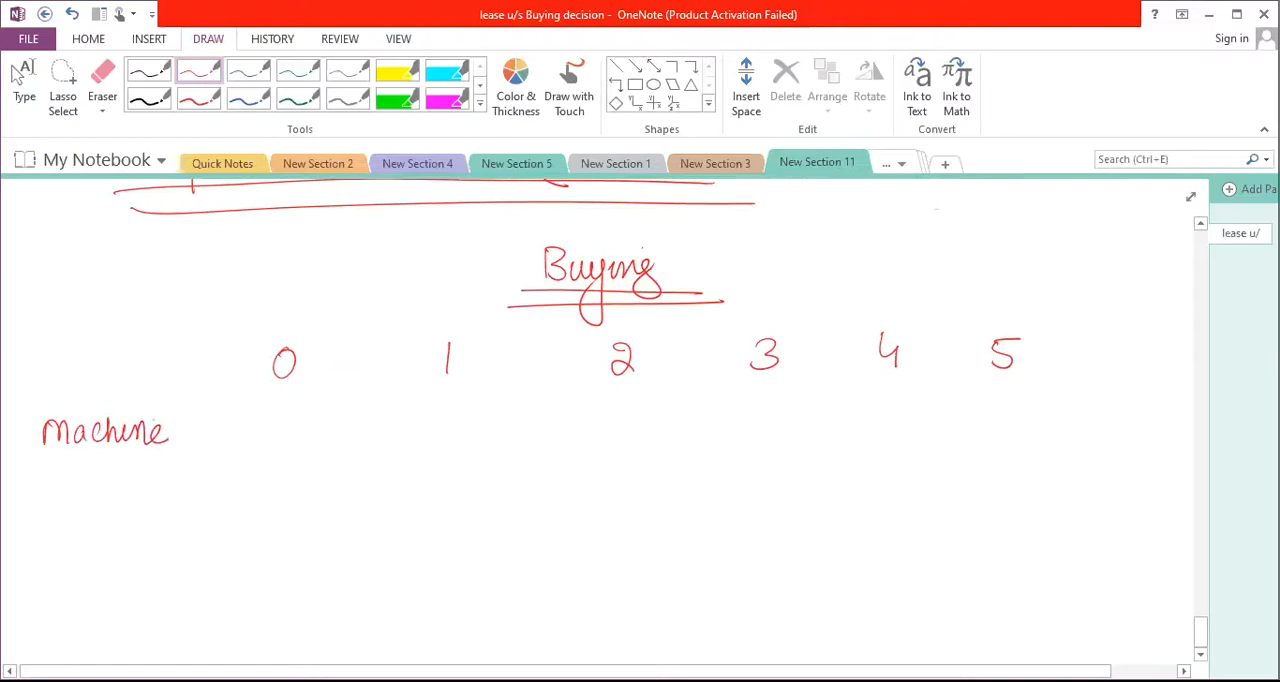 lease u/s Buying decision - OneNote (Product Activation Failed)
?
FILE HOME INSERT DRAW HISTORY REVIEW VIEW
Sign in
Type
Lasso Select
Eraser
Color & Thickness
Draw with Touch
Insert Space
Delete
Arrange
Rotate
Ink to Text
Ink to Math
Tools Shapes Edit Convert
My Notebook Quick Notes New Section 2 New Section 4 New Section 5 New Section 1 New Section 3 New Section 11 ...
Search (Ctrl+E)
Add Pa
lease u/
Buying
0 1 2 3 4 5
Machine